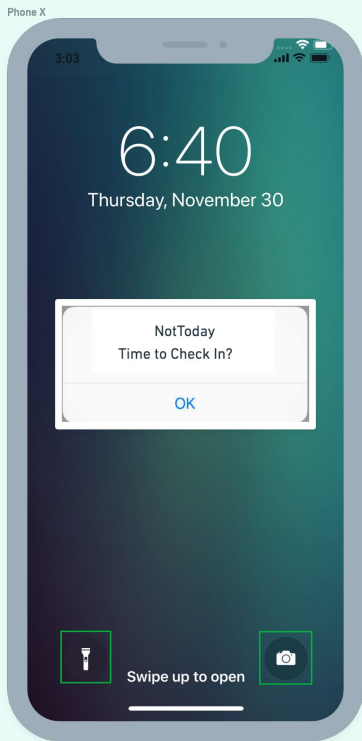 Phone X
3:03
6:40
Thursday, November 30
NotToday
Time to Check In?
OK
Swipe up to open